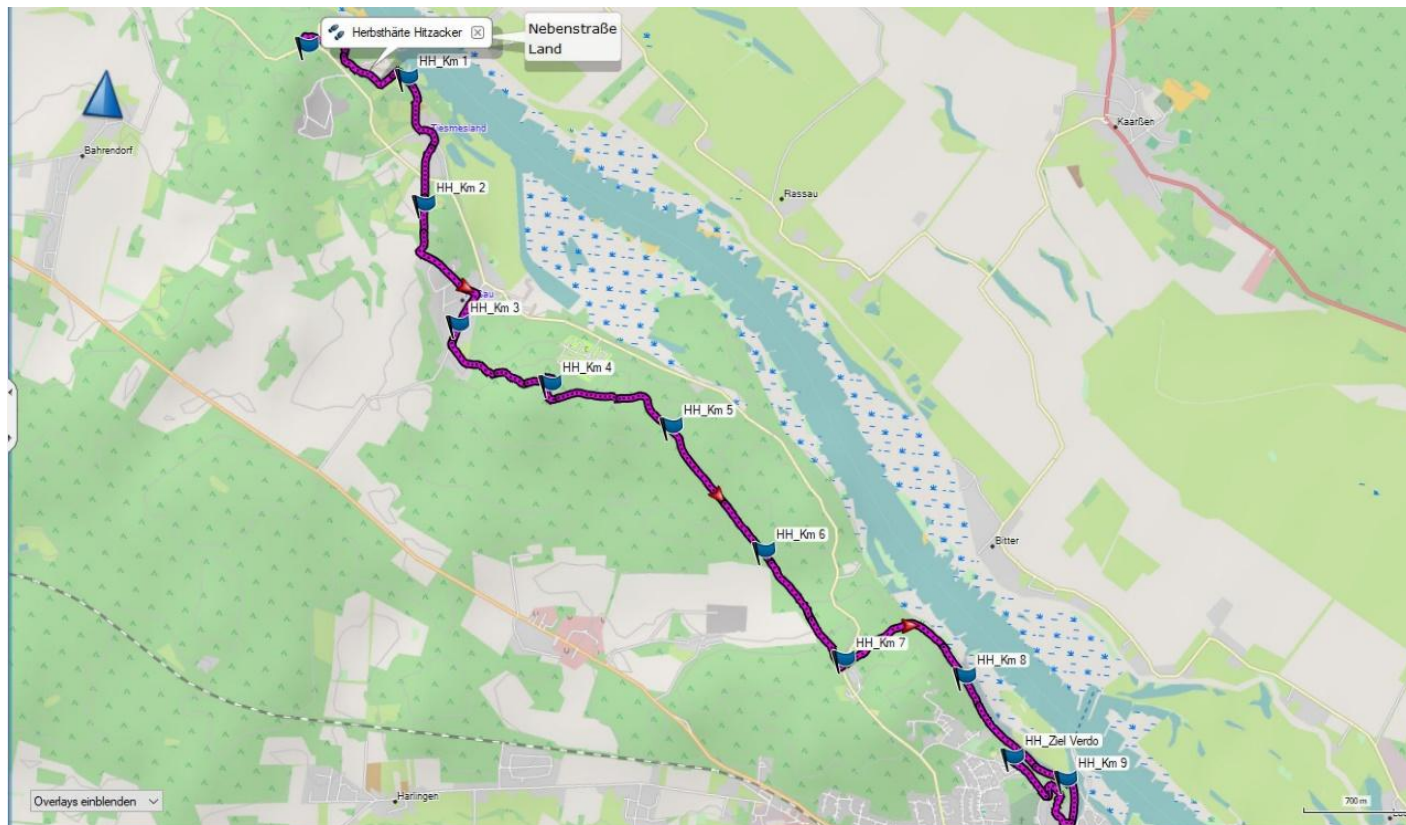 Herbsthärte Hitzacker
Nebenstraße
Land
HH_Km 1
Kaarßen
Tiesmesland
Bahrendorf
HH_Km 2
Rassau
HH_Km 3
HH_Km 4
HH_Km 5
HH_Km 6
Bitter
HH_Km 7
HH_Km 8
HH_Ziel Verdo
HH_Km 9
Harlingen
Overlays einblenden
700 m